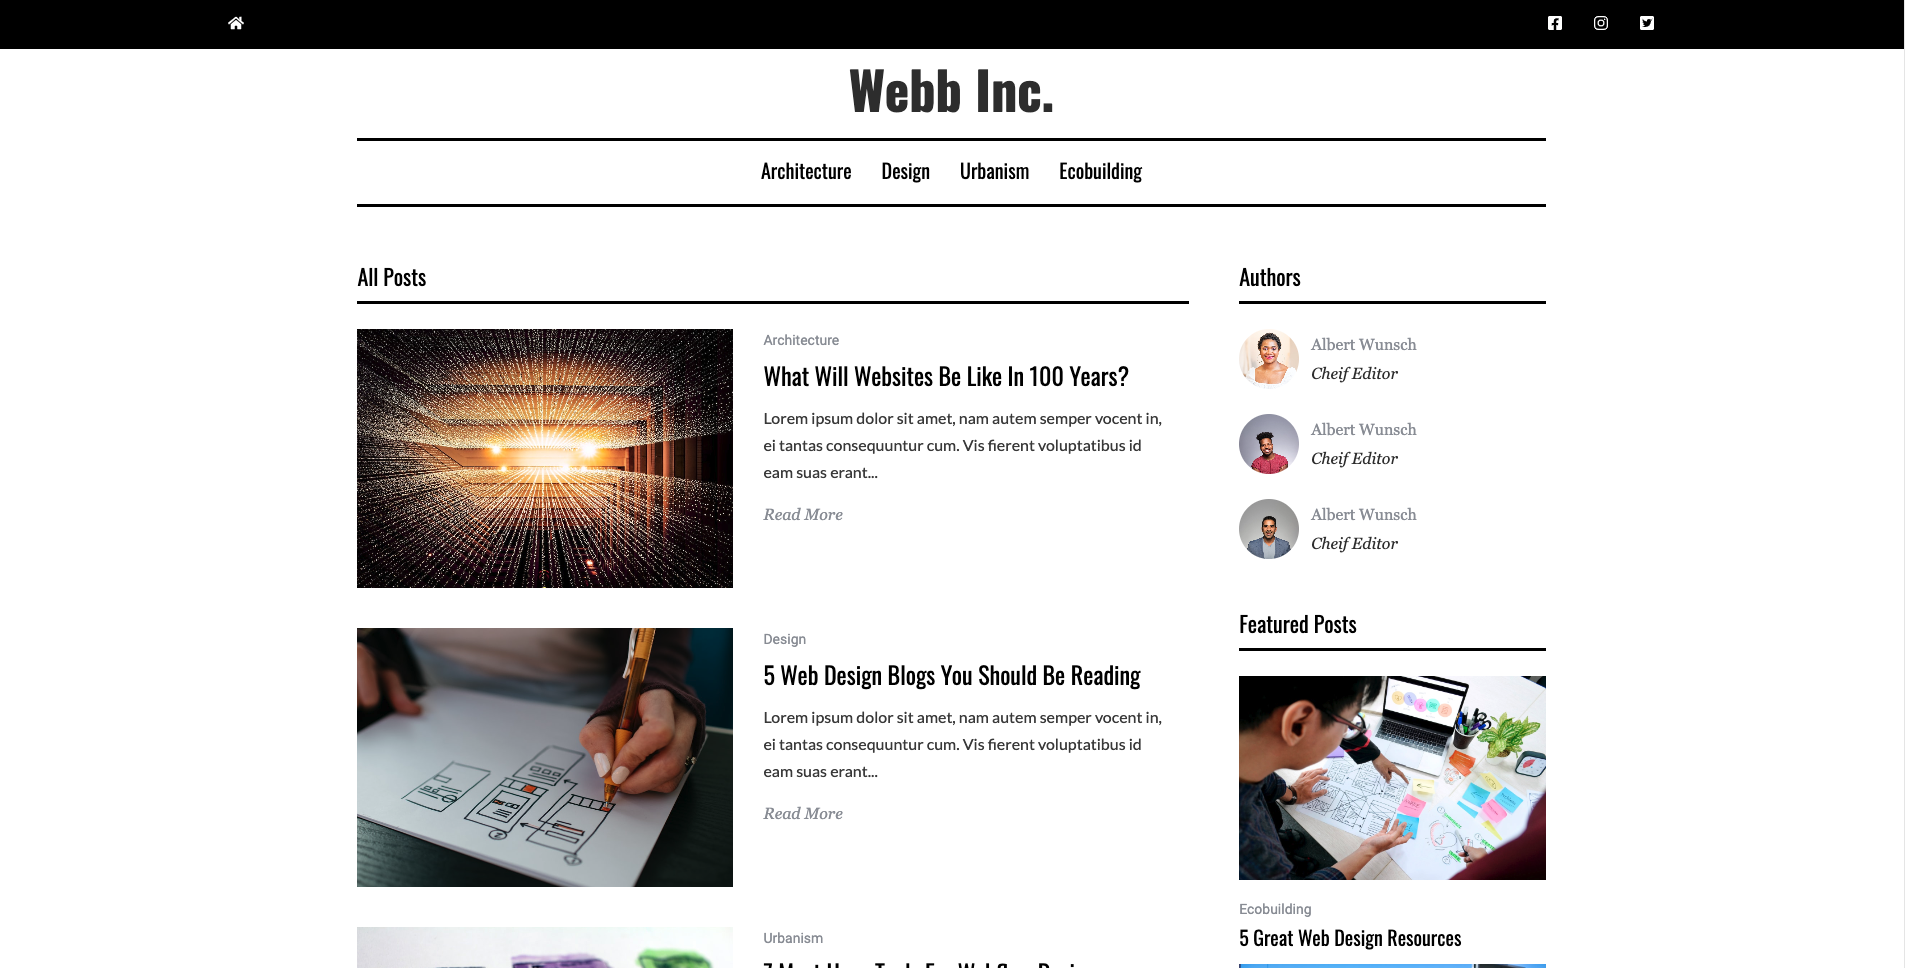 Webb Inc.
Architecture Design Urbanism Ecobuilding
All Posts
Architecture
What Will Websites Be Like In 100 Years?
Lorem ipsum dolor sit amet, nam autem semper vocent in,
ei tantas consequuntur cum. Vis fierent voluptatibus id
eam suas erant...
Read More
Design
5 Web Design Blogs You Should Be Reading
Lorem ipsum dolor sit amet, nam autem semper vocent in,
ei tantas consequuntur cum. Vis fierent voluptatibus id
eam suas erant...
Read More
Urbanism
Authors
Albert Wunsch
Cheif Editor
Albert Wunsch
Cheif Editor
Albert Wunsch
Cheif Editor
Featured Posts
Ecobuilding
5 Great Web Design Resources